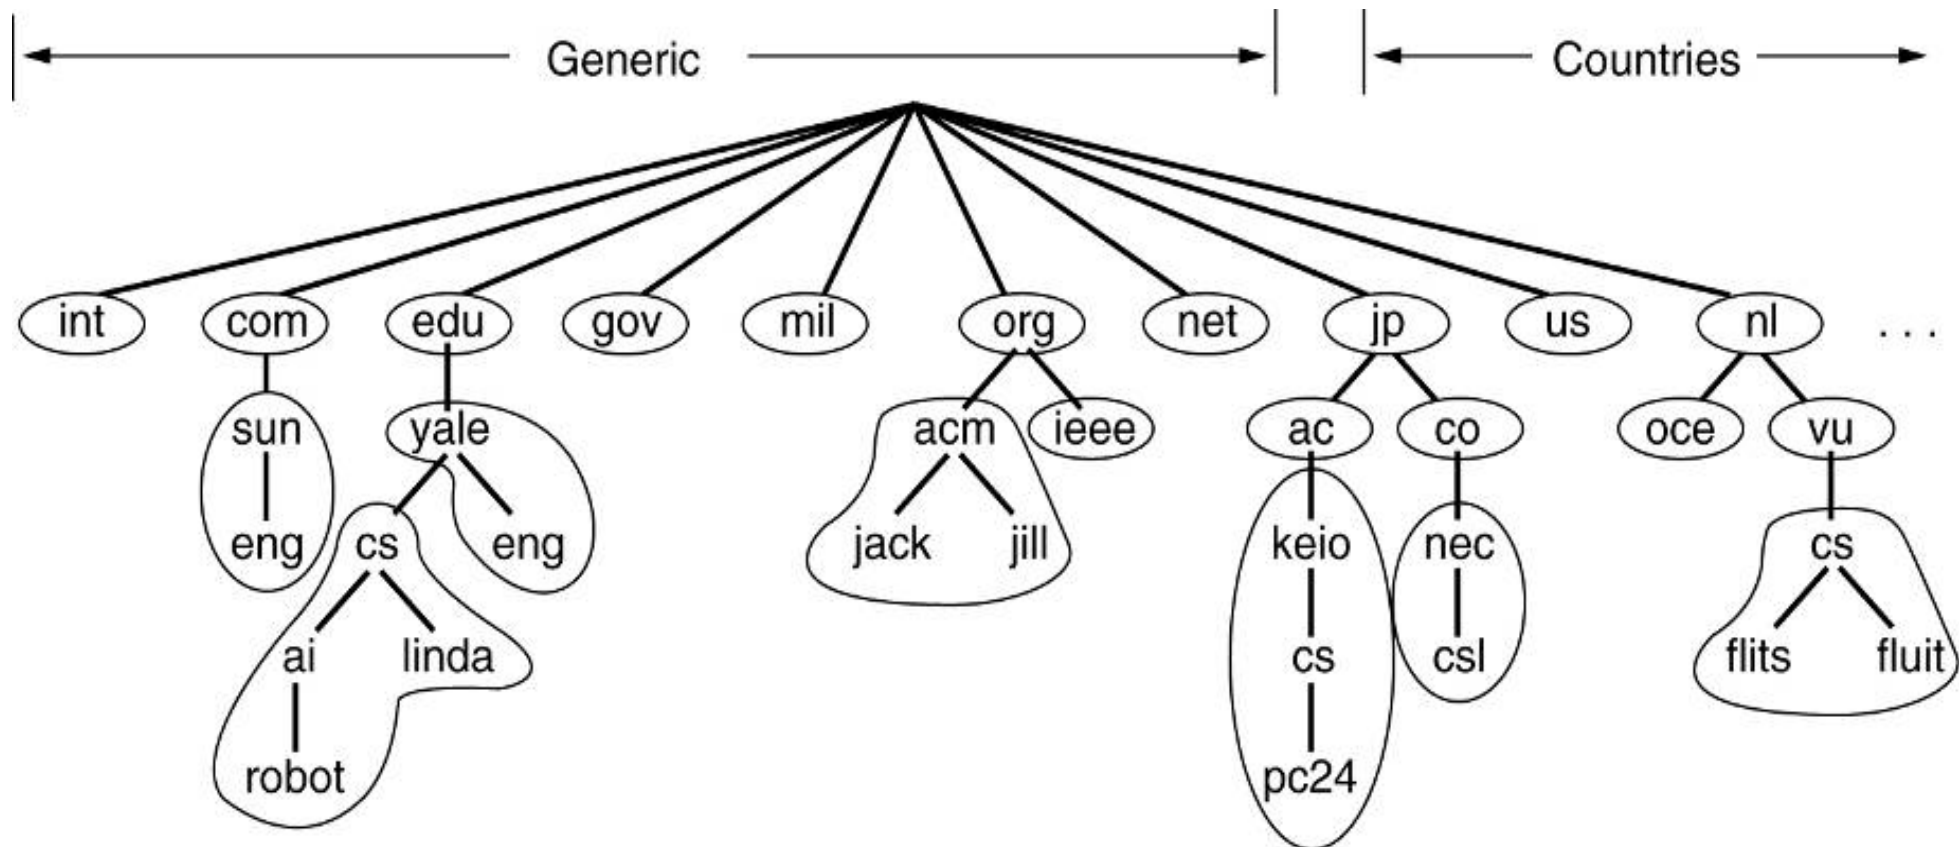 Generic Countries
int com edu gov mil org net jp us nl ...
sun yale acm ieee ac co oce vu
eng cs eng jack jill keio nec cs
ai linda cs csl flits fluit
robot pc24